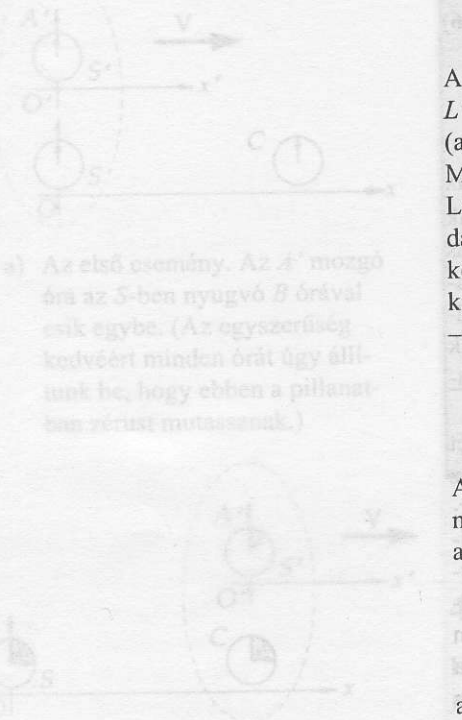 A'
V
S'
x'
O'
C
S'
x
O
a) Az első esemény. Az A' mozgó
óra az S-ben nyugvó B órával
esik egybe. (Az egyszerűség
kedvéért minden órát úgy állí-
tunk be, hogy ebben a pillanat-
ban zérust mutassanak.)
A'
V
S'
x'
O'
C
S
x
A
L
(a
M
L
d
k
k
A
n
a
a